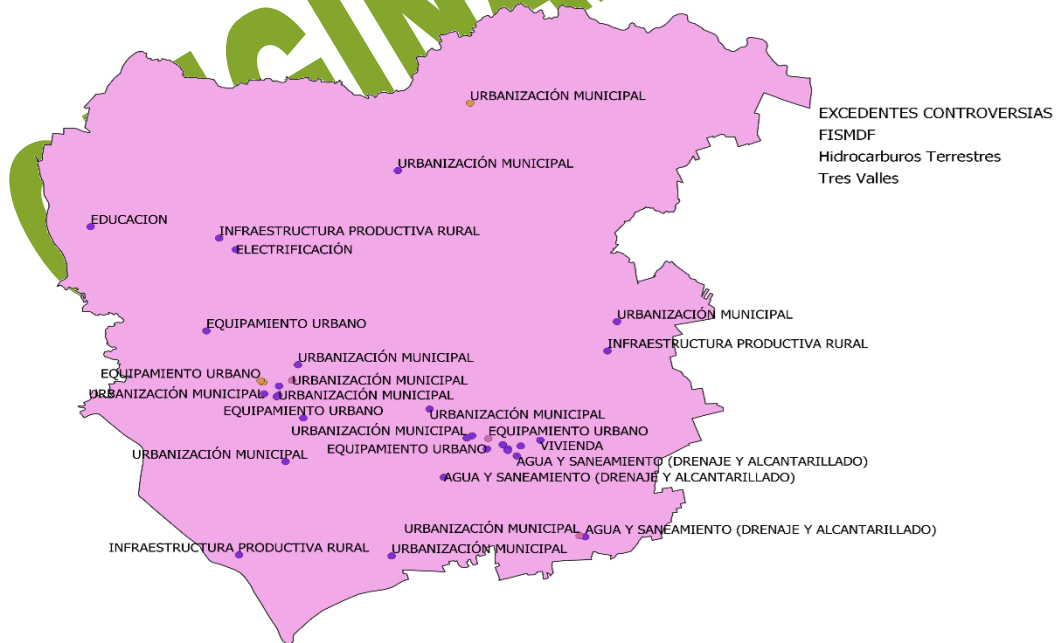 URBANIZACIÓN MUNICIPAL
EXCEDENTES CONTROVERSIAS
FISMDF
Hidrocarburos Terrestres
Tres Valles
URBANIZACIÓN MUNICIPAL
EDUCACION
INFRAESTRUCTURA PRODUCTIVA RURAL
ELECTRIFICACIÓN
URBANIZACIÓN MUNICIPAL
EQUIPAMIENTO URBANO
INFRAESTRUCTURA PRODUCTIVA RURAL
URBANIZACIÓN MUNICIPAL
EQUIPAMIENTO URBANO
URBANIZACIÓN MUNICIPAL
URBANIZACIÓN MUNICIPAL
URBANIZACIÓN MUNICIPAL
EQUIPAMIENTO URBANO
URBANIZACIÓN MUNICIPAL
URBANIZACIÓN MUNICIPAL
EQUIPAMIENTO URBANO
EQUIPAMIENTO URBANO
VIVIENDA
URBANIZACIÓN MUNICIPAL
AGUA Y SANEAMIENTO (DRENAJE Y ALCANTARILLADO)
AGUA Y SANEAMIENTO (DRENAJE Y ALCANTARILLADO)
URBANIZACIÓN MUNICIPAL
AGUA Y SANEAMIENTO (DRENAJE Y ALCANTARILLADO)
INFRAESTRUCTURA PRODUCTIVA RURAL
URBANIZACIÓN MUNICIPAL